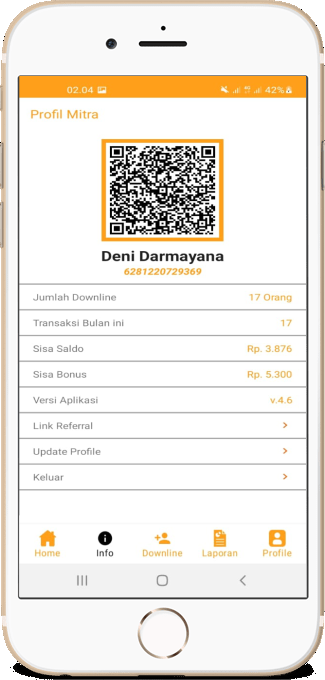 02.04 42%
Profil Mitra
Deni Darmayana
6281220729369
Jumlah Downline 17 Orang
Transaksi Bulan ini 17
Sisa Saldo Rp. 3.876
Sisa Bonus Rp. 5.300
Versi Aplikasi v.4.6
Link Referral
Update Profile
Keluar
Home Info Downline Laporan Profile